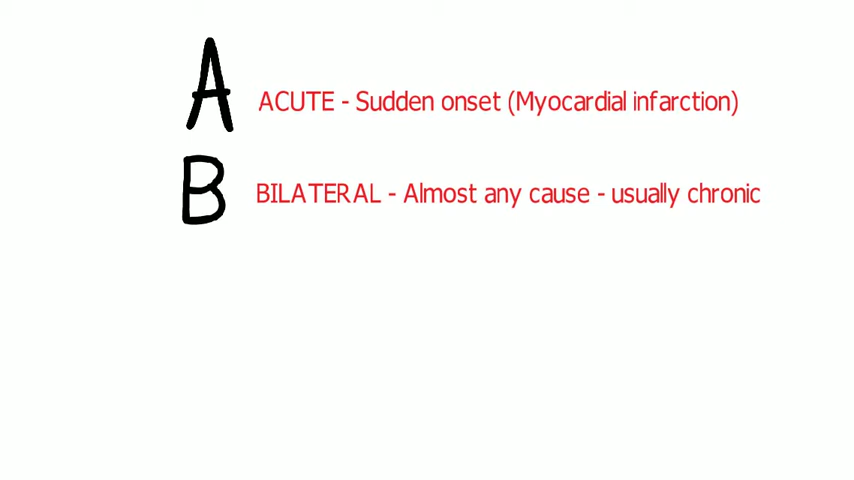 A ACUTE - Sudden onset (Myocardial infarction)
B BILATERAL - Almost any cause - usually chronic